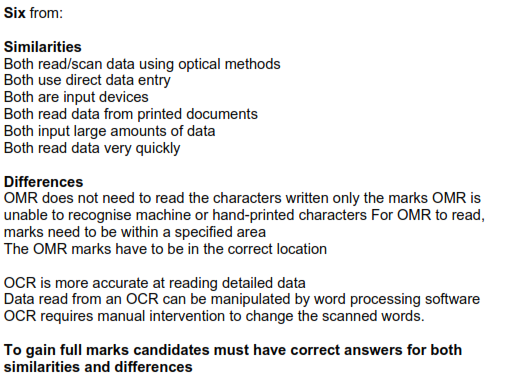 Six from:
Similarities
Both read/scan data using optical methods
Both use direct data entry
Both are input devices
Both read data from printed documents
Both input large amounts of data
Both read data very quickly
Differences
OMR does not need to read the characters written only the marks OMR is
unable to recognise machine or hand-printed characters For OMR to read,
marks need to be within a specified area
The OMR marks have to be in the correct location
OCR is more accurate at reading detailed data
Data read from an OCR can be manipulated by word processing software
OCR requires manual intervention to change the scanned words.
To gain full marks candidates must have correct answers for both
similarities and differences